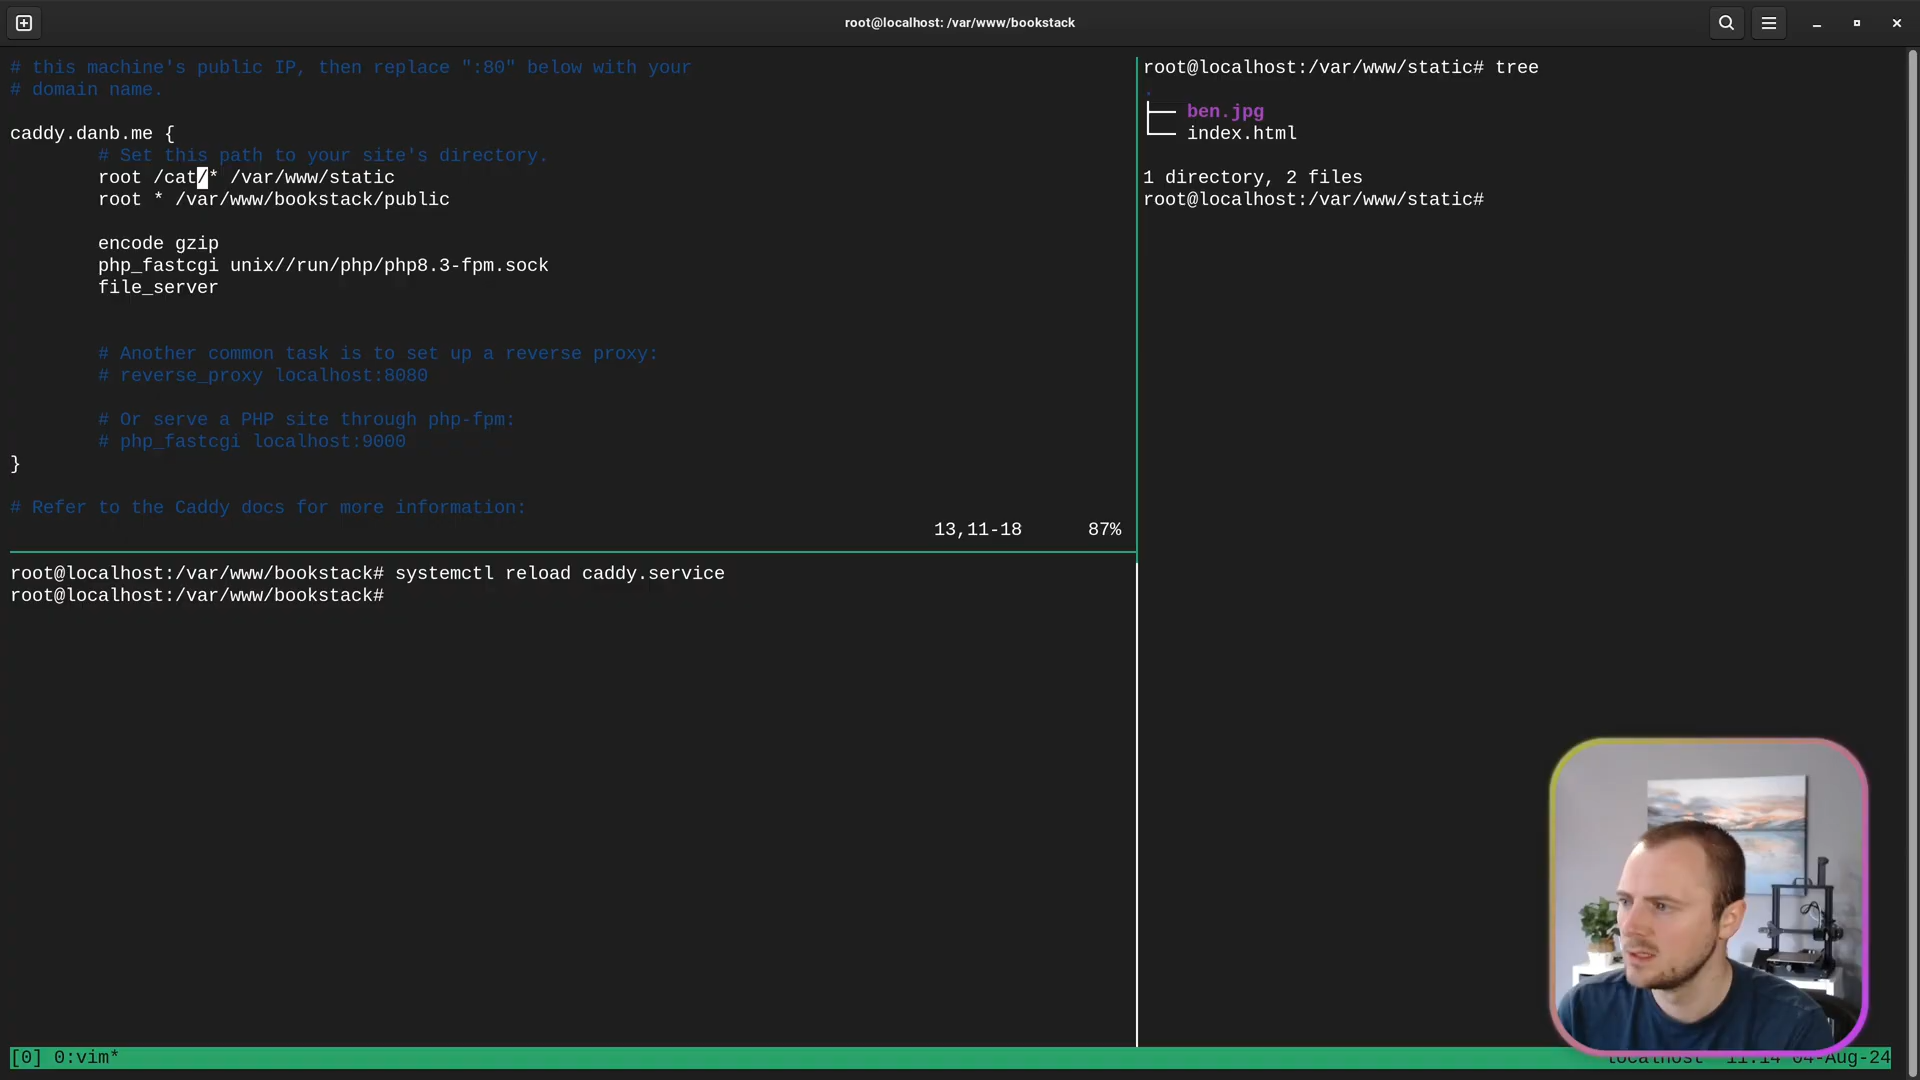 root@localhost: /var/www/bookstack
# this machine's public IP, then replace ":80" below with your
# domain name.
caddy.danb.me {
# Set this path to your site's directory.
root /cat/* /var/www/static
root * /var/www/bookstack/public
encode gzip
php_fastcgi unix//run/php/php8.3-fpm.sock
file_server
# Another common task is to set up a reverse proxy:
# reverse_proxy localhost:8080
# Or serve a PHP site through php-fpm:
# php_fastcgi localhost:9000
}
# Refer to the Caddy docs for more information:
13,11-18 87%
root@localhost:/var/www/bookstack# systemctl reload caddy.service
root@localhost:/var/www/bookstack#
root@localhost:/var/www/static# tree
.
├── ben.jpg
└── index.html
1 directory, 2 files
root@localhost:/var/www/static#
[0] 0:vim*
localhost 11:14 04-Aug-24